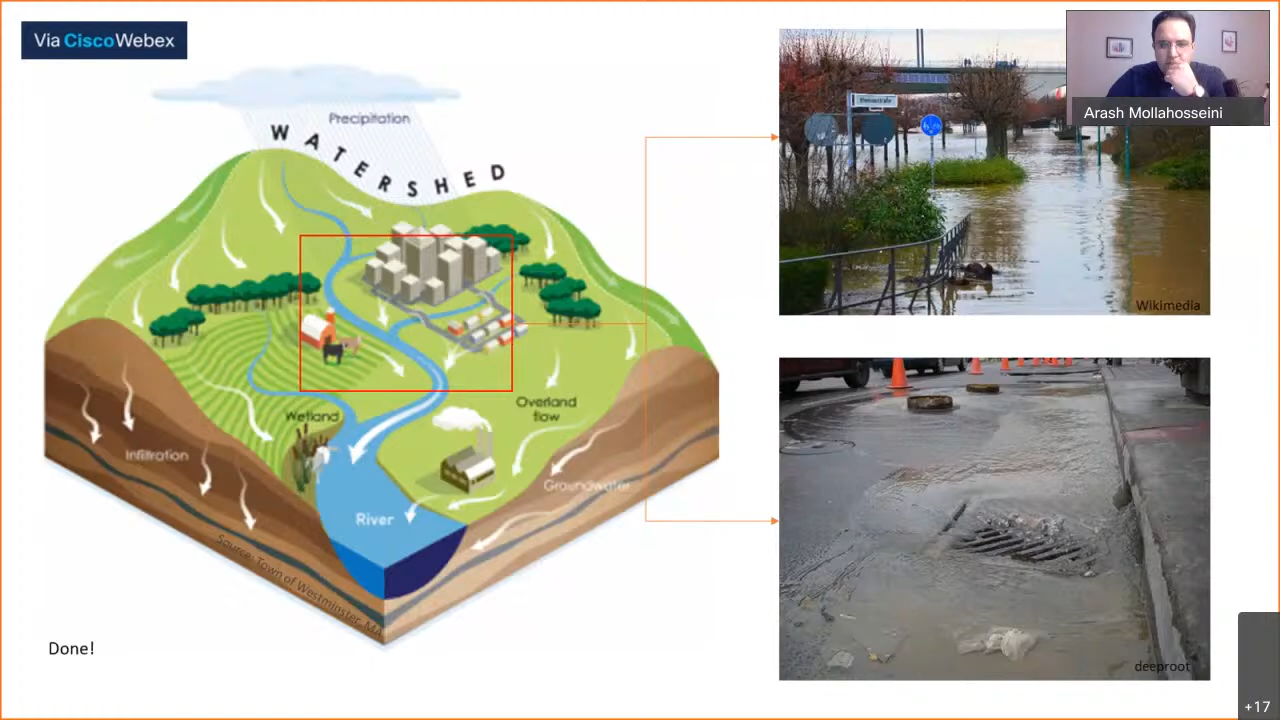 Via CiscoWebex
Precipitation
WATERSHED
Wetland
Overland
flow
Infiltration
Groundwater
River
Source: Town of Westminster, MA
Done!
Wikimedia
Arash Mollahosseini
deeproot
+17